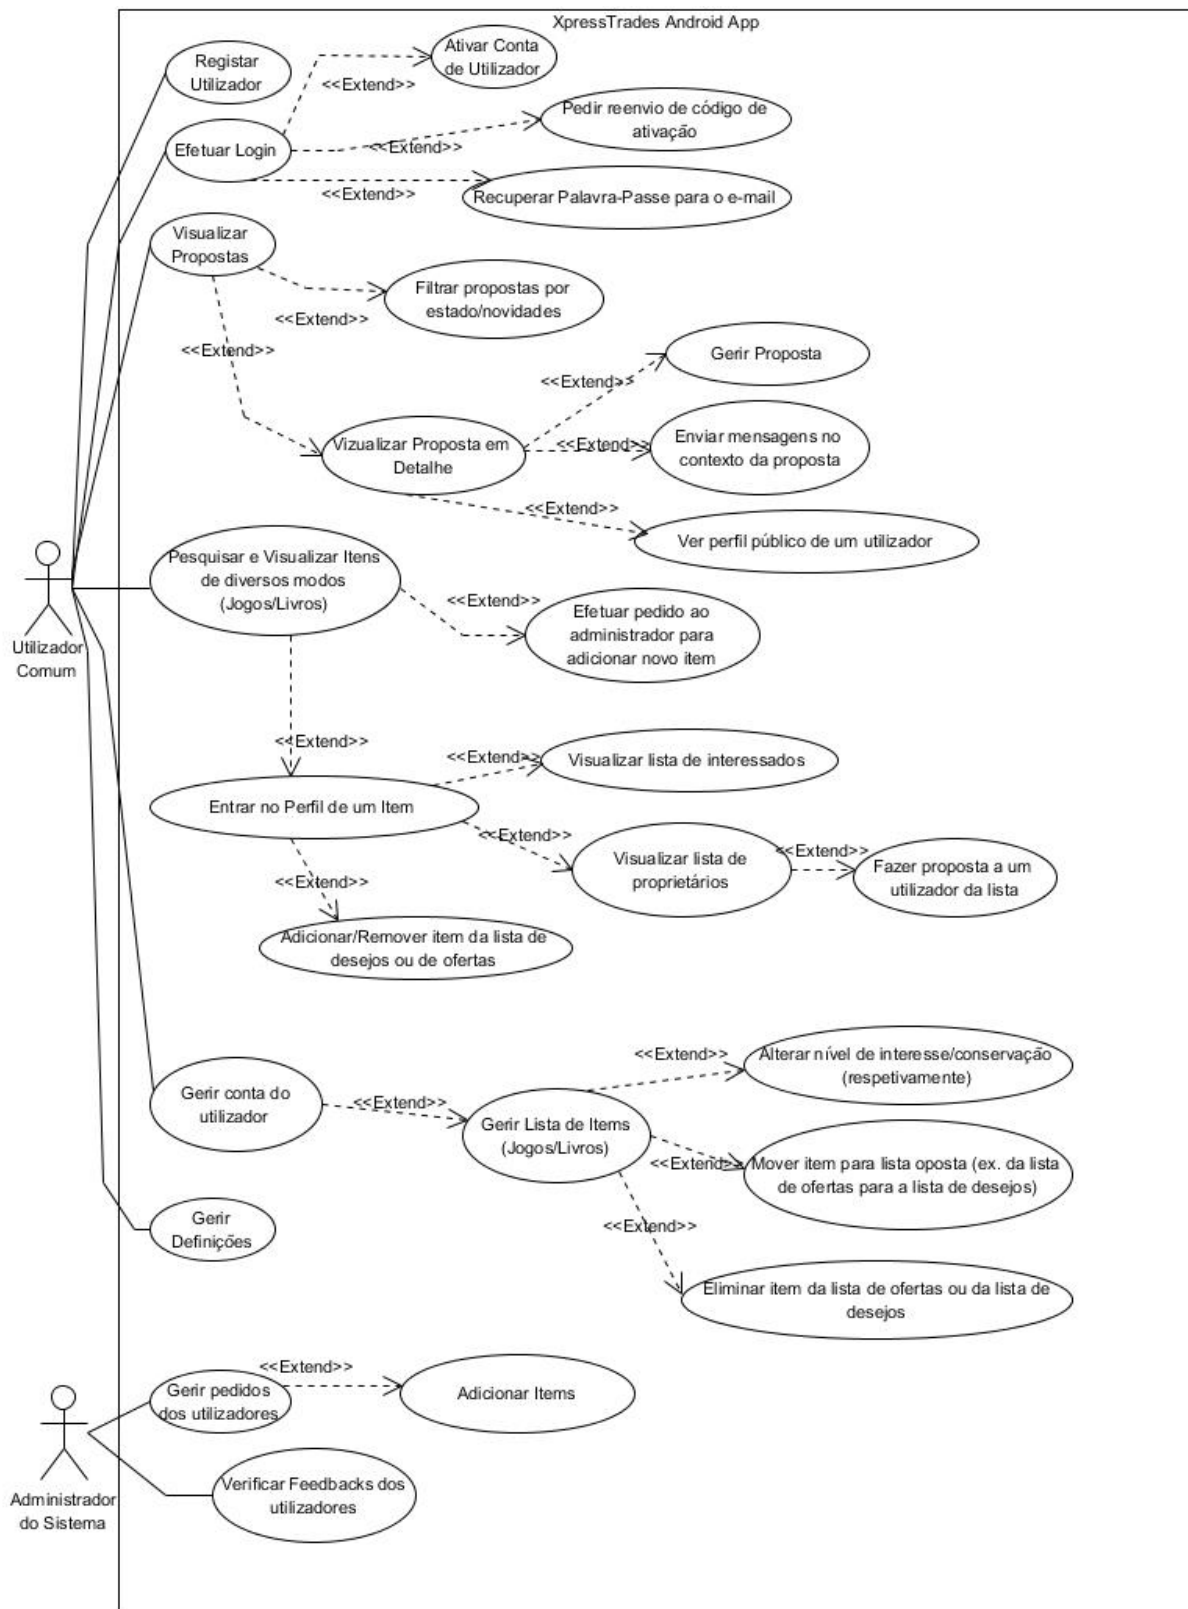 XpressTrades Android App
Registar
Utilizador
Ativar Conta
de Utilizador
<<Extend>>
Efetuar Login
Pedir reenvio de código de
ativação
<<Extend>>
<<Extend>>
Recuperar Palavra-Passe para o e-mail
Visualizar
Propostas
Filtrar propostas por
estado/novidades
<<Extend>>
<<Extend>>
Gerir Proposta
<<Extend>>
Vizualizar Proposta em
Detalhe
<<Extend>>
Enviar mensagens no
contexto da proposta
<<Extend>>
Ver perfil público de um utilizador
Utilizador
Comum
Pesquisar e Visualizar Itens
de diversos modos
(Jogos/Livros)
<<Extend>>
Efetuar pedido ao
administrador para
adicionar novo item
<<Extend>>
<<Extend>>
Visualizar lista de interessados
Entrar no Perfil de um Item
<<Extend>>
Visualizar lista de
proprietários
<<Extend>>
Fazer proposta a um
utilizador da lista
<<Extend>>
Adicionar/Remover item da lista de
desejos ou de ofertas
Gerir conta do
utilizador
<<Extend>>
Gerir Lista de Items
(Jogos/Livros)
<<Extend>>
Alterar nível de interesse/conservação
(respetivamente)
<<Extend>>
Mover item para lista oposta (ex. da lista
de ofertas para a lista de desejos)
<<Extend>>
Eliminar item da lista de ofertas ou da lista de
desejos
Gerir
Definições
Administrador
do Sistema
Gerir pedidos
dos utilizadores
<<Extend>>
Adicionar Items
Verificar Feedbacks dos
utilizadores